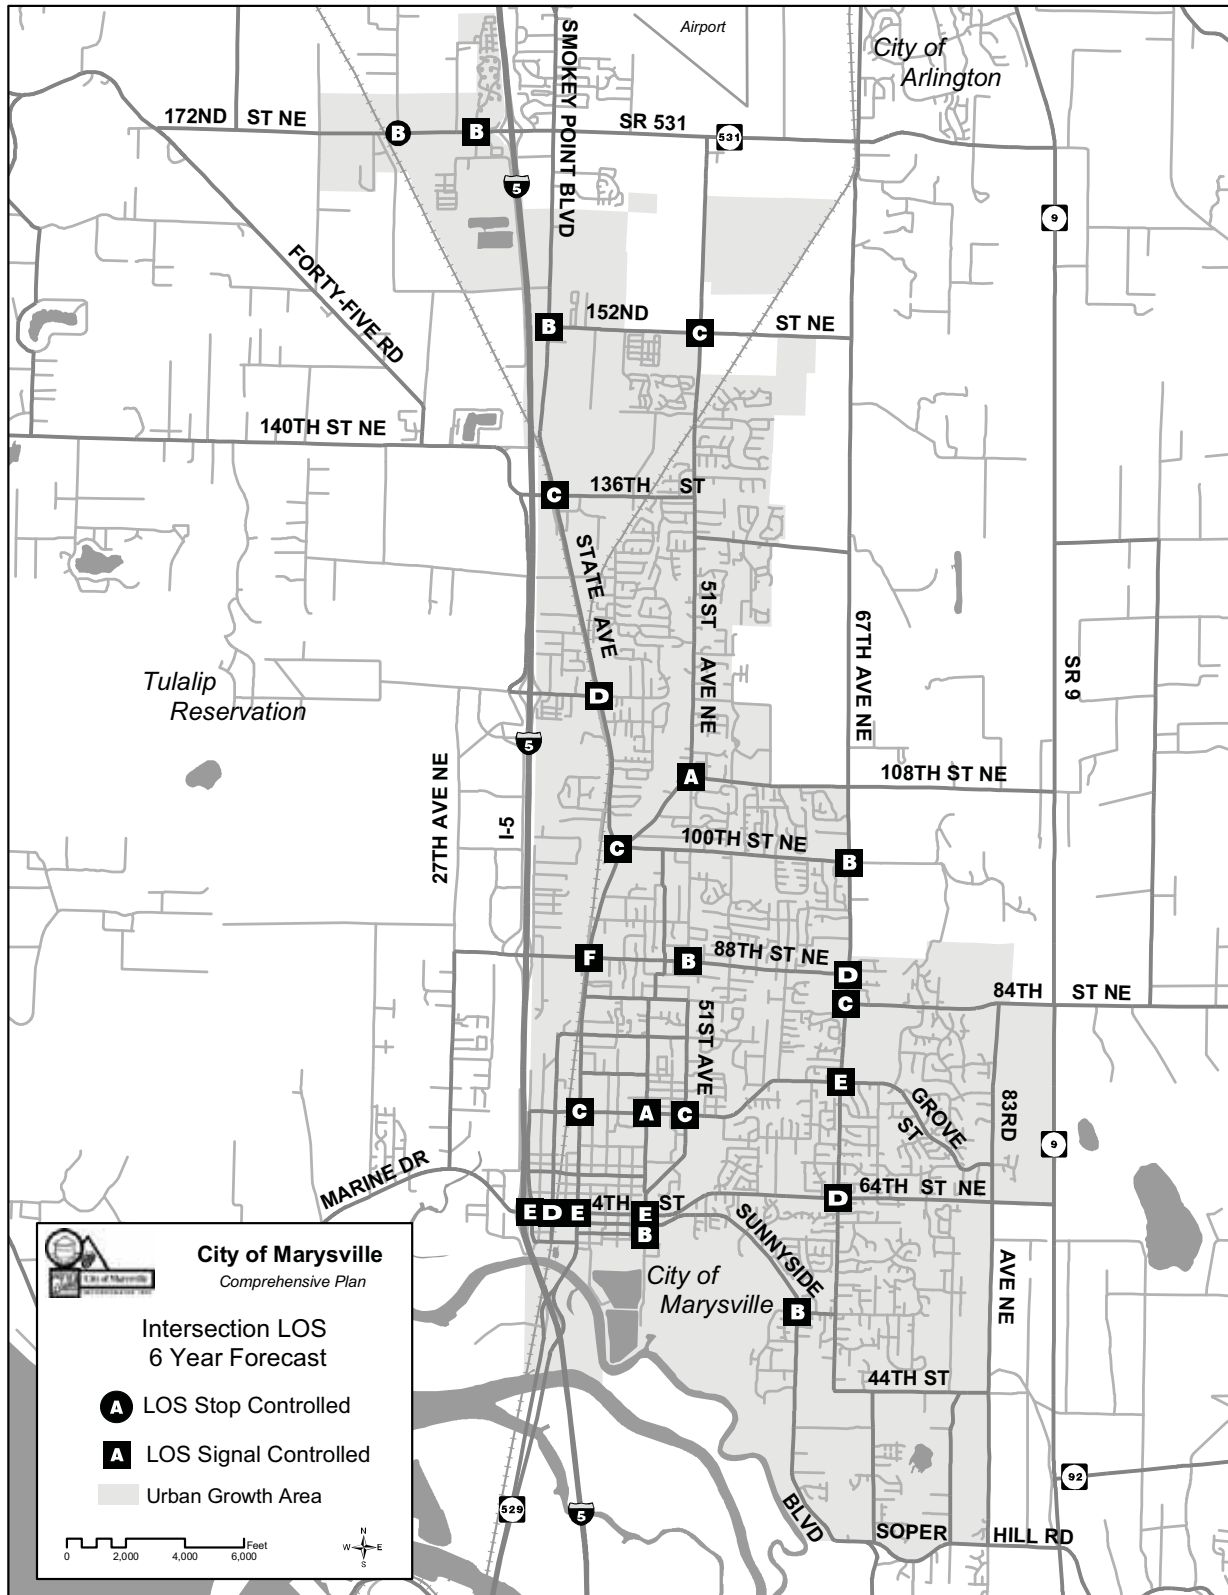 Airport
City of
Arlington
SMOKEY POINT BLVD
172ND ST NE
SR 531
531
B
B
5
9
FORTY-FIVE RD
152ND ST NE
B
C
140TH ST NE
136TH ST
C
STATE AVE
51ST AVE NE
67TH AVE NE
SR 9
Tulalip
Reservation
D
5
27TH AVE NE
I-5
A
108TH ST NE
C
100TH ST NE
B
F
B
88TH ST NE
D
C
84TH ST NE
51ST AVE
E
GROVE ST
83RD AVE NE
C
A
C
9
MARINE DR
64TH ST NE
D
E
D
E
4TH ST
E
B
SUNNYSIDE BLVD
City of
Marysville
B
44TH ST
92
529
5
SOPER HILL RD
City of Marysville
City of Marysville
Comprehensive Plan
Intersection LOS
6 Year Forecast
A LOS Stop Controlled
A LOS Signal Controlled
Urban Growth Area
Feet
0 2,000 4,000 6,000
N
W E
S